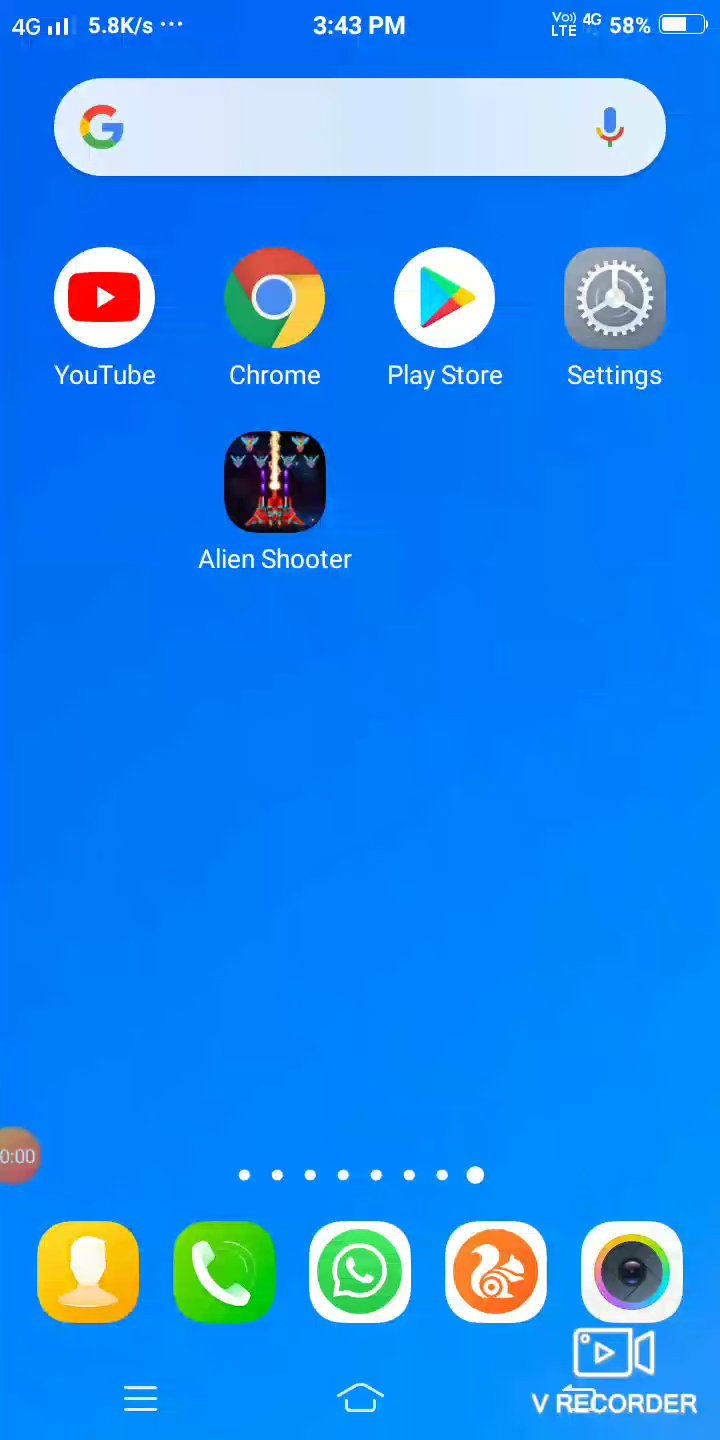 4G 5.8K/s ... 3:43 PM Vo)) LTE 4G 58%
G
YouTube Chrome Play Store Settings
Alien Shooter
0:00
V RECORDER